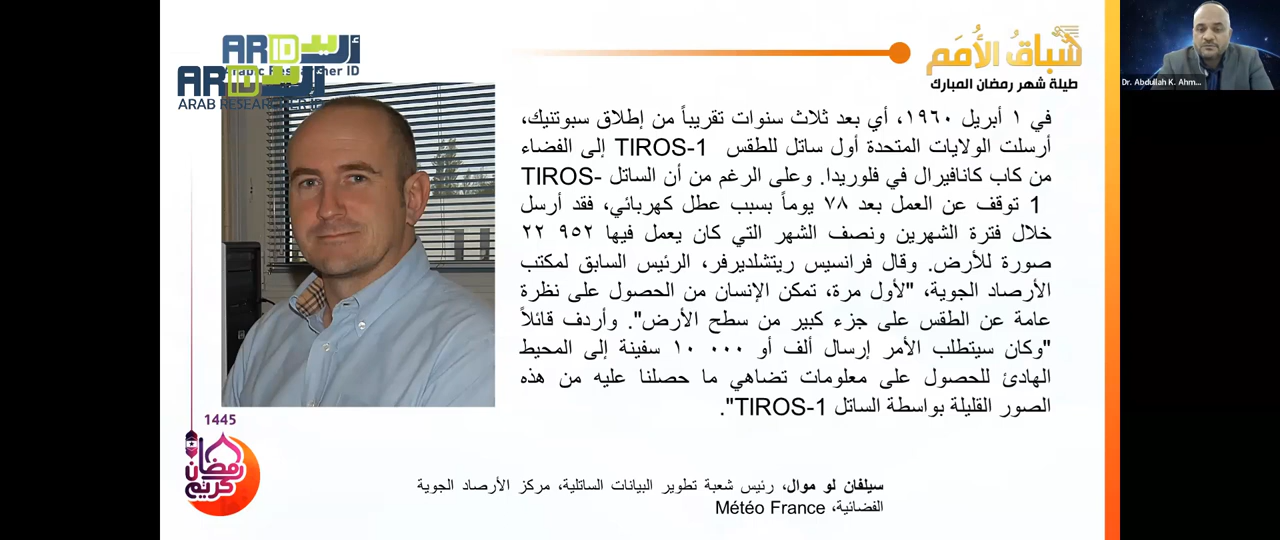 أريد ARID
Arabic Researcher ID
أريد ARID
ARAB RESEARCHER ID
سباقُ الأُمَم
طيلة شهر رمضان المبارك
Dr. Abdullah K. Ahm...
في ١ أبريل ١٩٦٠، أي بعد ثلاث سنوات تقريباً من إطلاق سبوتنيك،
أرسلت الولايات المتحدة أول ساتل للطقس TIROS-1 إلى الفضاء
من كاب كانافيرال في فلوريدا. وعلى الرغم من أن الساتل TIROS-
1 توقف عن العمل بعد ٧٨ يوماً بسبب عطل كهربائي، فقد أرسل
خلال فترة الشهرين ونصف الشهر التي كان يعمل فيها ٩٥٢ ٢٢
صورة للأرض. وقال فرانسيس ريتشلديرفر، الرئيس السابق لمكتب
الأرصاد الجوية، "لأول مرة، تمكن الإنسان من الحصول على نظرة
عامة عن الطقس على جزء كبير من سطح الأرض". وأردف قائلاً
"وكان سيتطلب الأمر إرسال ألف أو ٠٠٠ ١٠ سفينة إلى المحيط
الهادئ للحصول على معلومات تضاهي ما حصلنا عليه من هذه
الصور القليلة بواسطة الساتل TIROS-1".
1445
رمضان
كريم
سيلفان لو موال، رئيس شعبة تطوير البيانات الساتلية، مركز الأرصاد الجوية
الفضائية، Météo France